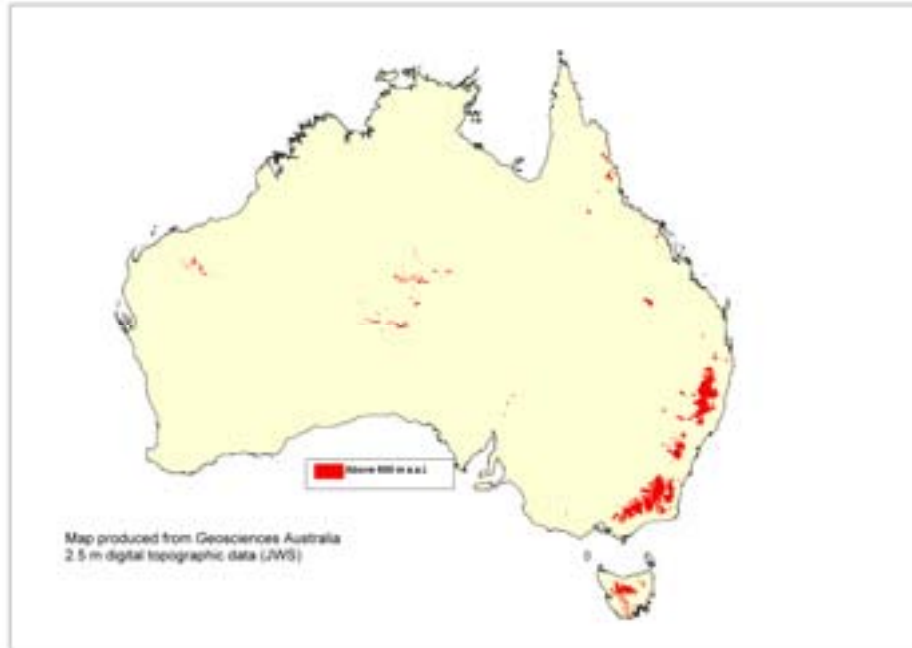 Above m a.s.l.
Map produced from Geosciences Australia
2.5 m digital topographic data (JWS)